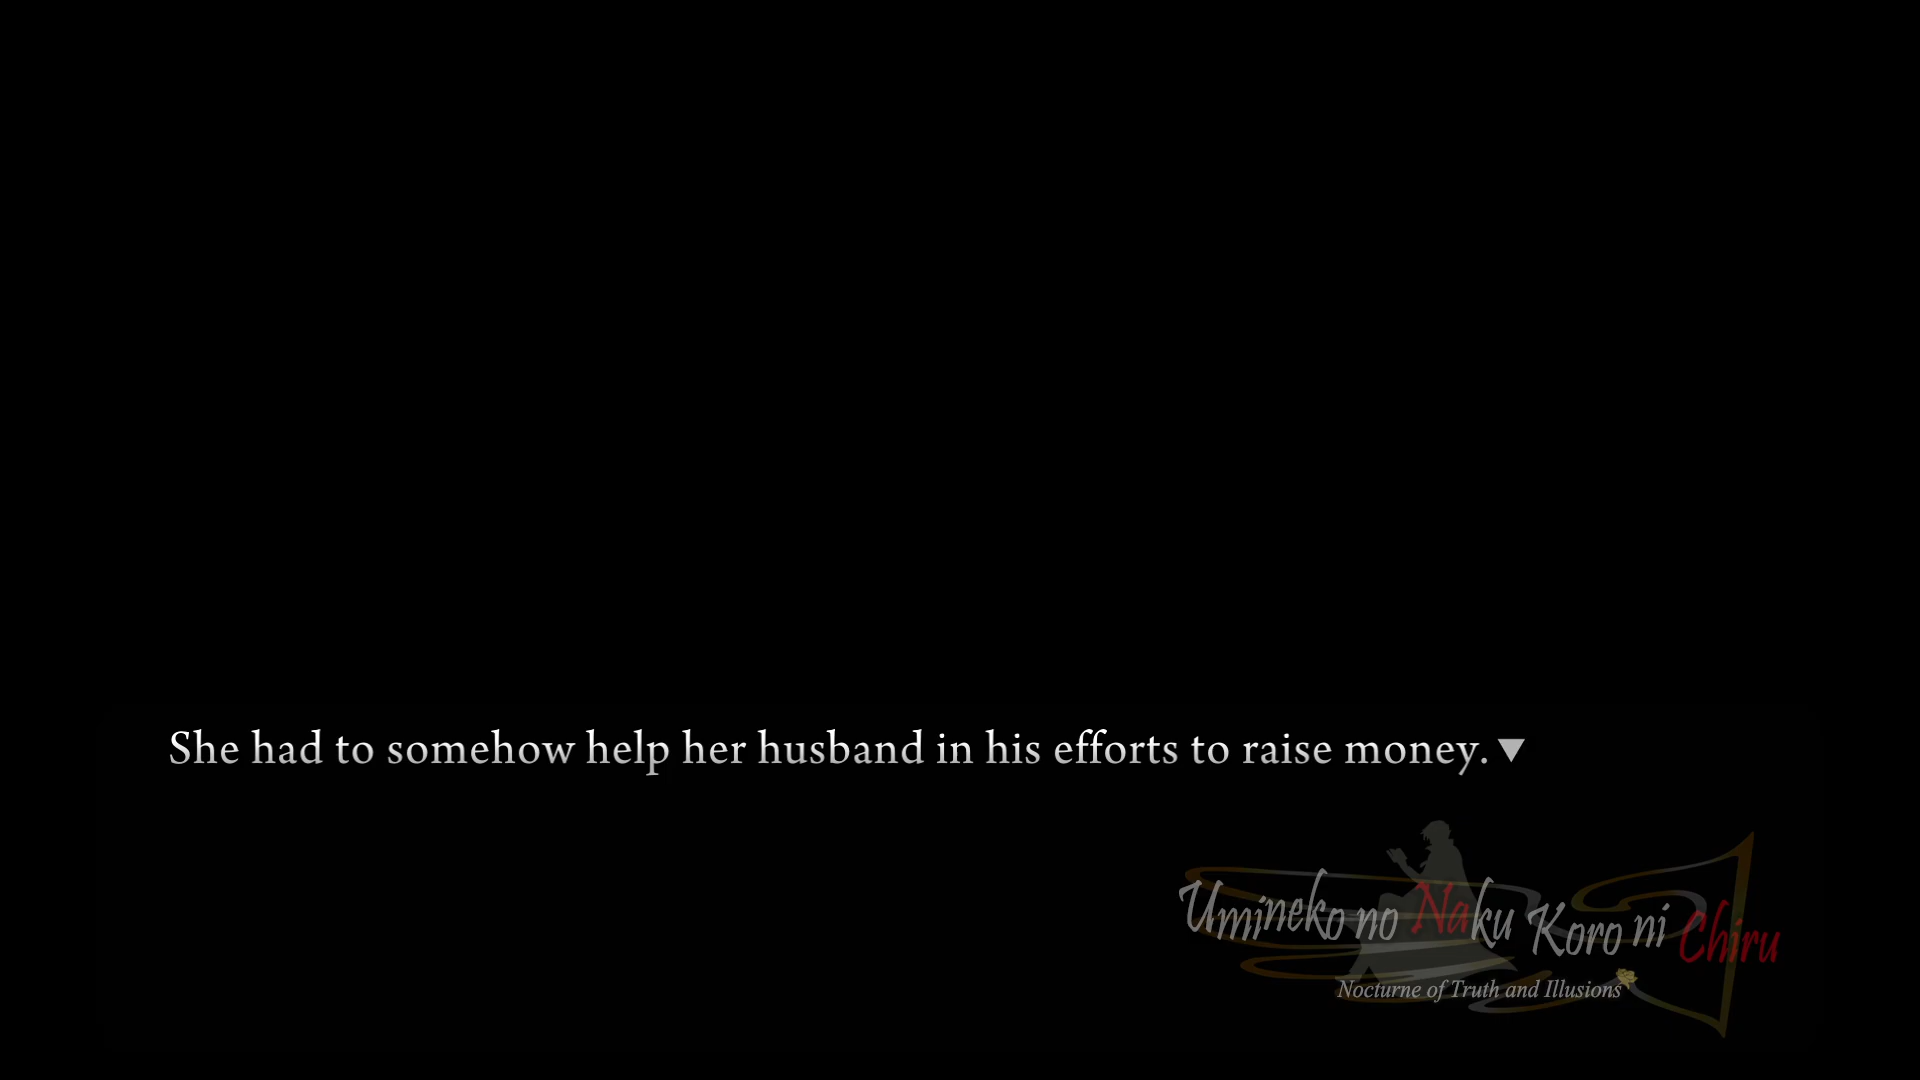 She had to somehow help her husband in his efforts to raise money.
Umineko no Naku Koro ni Chiru
Nocturne of Truth and Illusions